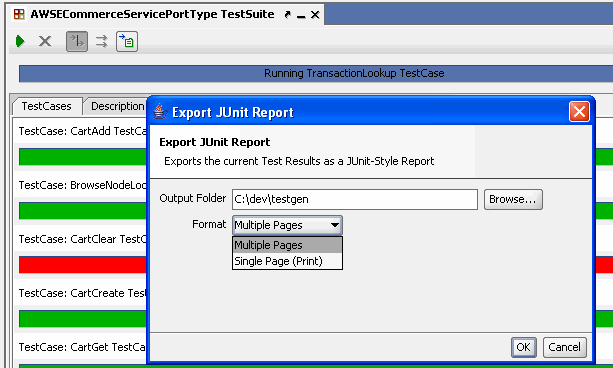 AWSECommerceServicePortType TestSuite
Running TransactionLookup TestCase
TestCases
Description
TestCase: CartAdd TestCa
TestCase: BrowseNodeLoo
TestCase: CartClear TestC
TestCase: CartCreate Tes
TestCase: CartGet TestCa
Export JUnit Report
Export JUnit Report
Exports the current Test Results as a JUnit-Style Report
Output Folder C:\dev\testgen Browse...
Format Multiple Pages
Multiple Pages
Single Page (Print)
OK Cancel